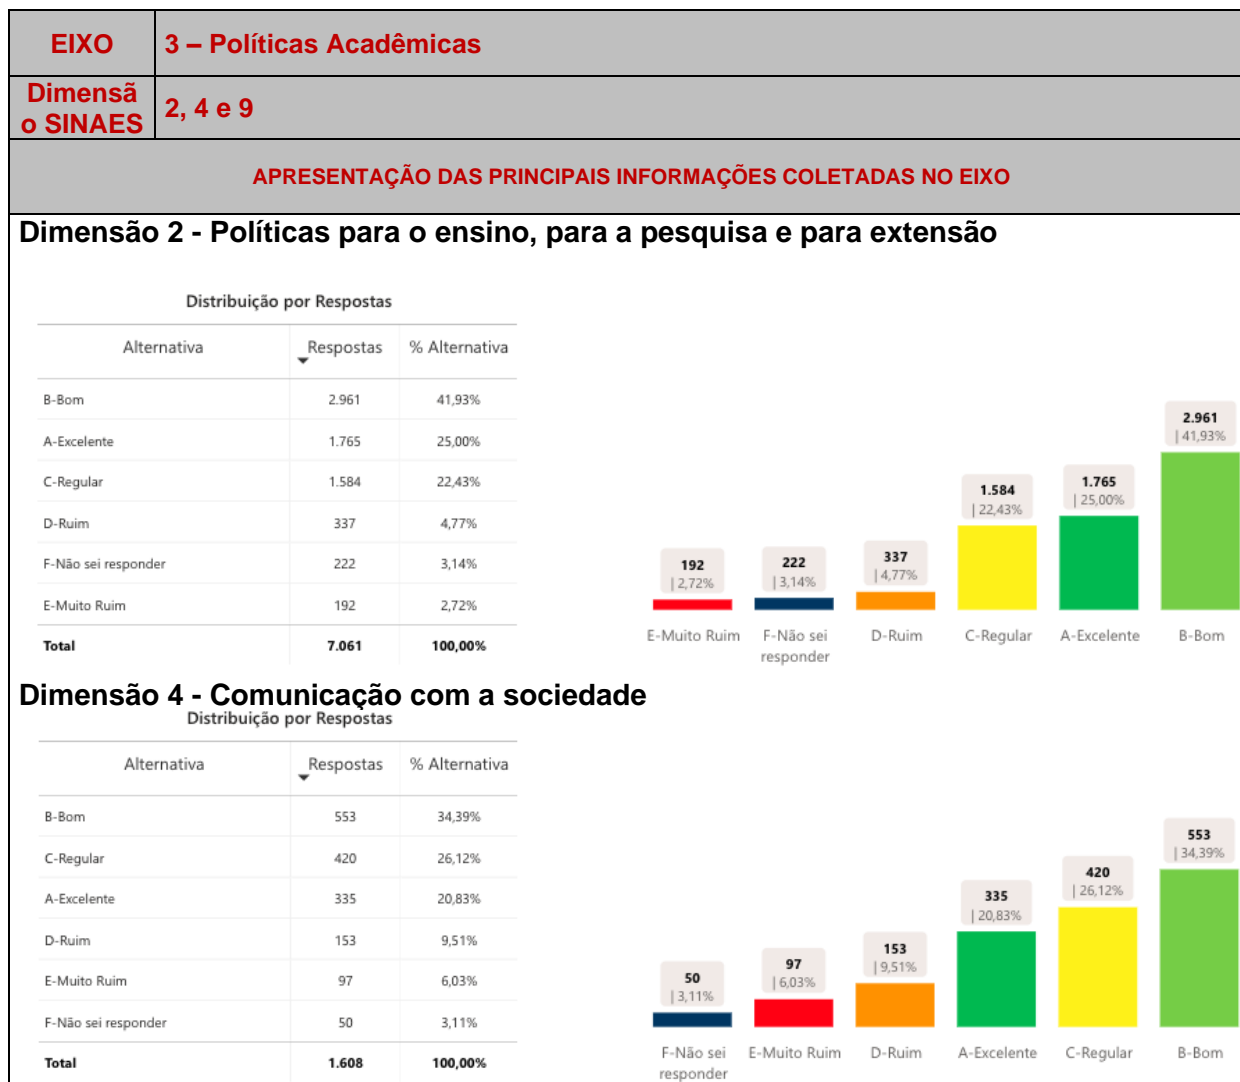 EIXO 3 – Políticas Acadêmicas
Dimensã
o SINAES 2, 4 e 9
APRESENTAÇÃO DAS PRINCIPAIS INFORMAÇÕES COLETADAS NO EIXO
Dimensão 2 - Políticas para o ensino, para a pesquisa e para extensão
Distribuição por Respostas
Alternativa Respostas % Alternativa
B-Bom 2.961 41,93%
A-Excelente 1.765 25,00%
C-Regular 1.584 22,43%
D-Ruim 337 4,77%
F-Não sei responder 222 3,14%
E-Muito Ruim 192 2,72%
Total 7.061 100,00%
192
| 2,72%
222
| 3,14%
337
| 4,77%
1.584
| 22,43%
1.765
| 25,00%
2.961
| 41,93%
E-Muito Ruim F-Não sei D-Ruim C-Regular A-Excelente B-Bom
responder
Dimensão 4 - Comunicação com a sociedade
Distribuição por Respostas
Alternativa Respostas % Alternativa
B-Bom 553 34,39%
C-Regular 420 26,12%
A-Excelente 335 20,83%
D-Ruim 153 9,51%
E-Muito Ruim 97 6,03%
F-Não sei responder 50 3,11%
Total 1.608 100,00%
50
| 3,11%
97
| 6,03%
153
| 9,51%
335
| 20,83%
420
| 26,12%
553
| 34,39%
F-Não sei E-Muito Ruim D-Ruim A-Excelente C-Regular B-Bom
responder